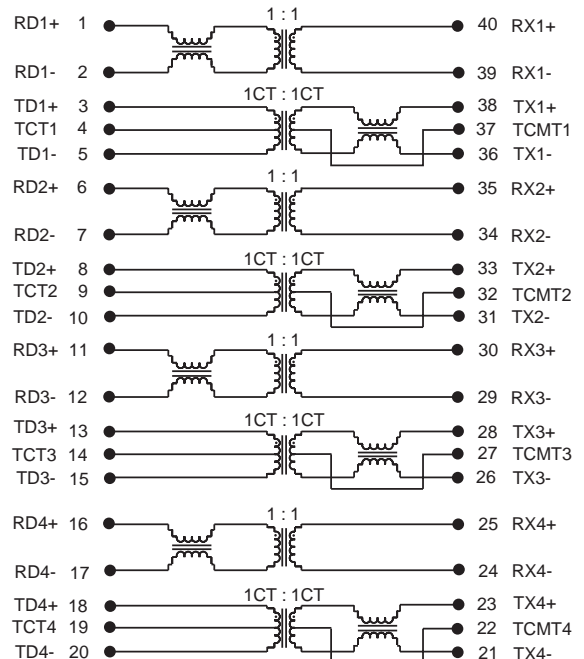 RD1+ 1 1 : 1 40 RX1+
RD1- 2 39 RX1-
TD1+ 3 1CT : 1CT 38 TX1+
TCT1 4 37 TCMT1
TD1- 5 36 TX1-
RD2+ 6 1 : 1 35 RX2+
RD2- 7 34 RX2-
TD2+ 8 1CT : 1CT 33 TX2+
TCT2 9 32 TCMT2
TD2- 10 31 TX2-
RD3+ 11 1 : 1 30 RX3+
RD3- 12 29 RX3-
TD3+ 13 1CT : 1CT 28 TX3+
TCT3 14 27 TCMT3
TD3- 15 26 TX3-
RD4+ 16 1 : 1 25 RX4+
RD4- 17 24 RX4-
TD4+ 18 1CT : 1CT 23 TX4+
TCT4 19 22 TCMT4
TD4- 20 21 TX4-